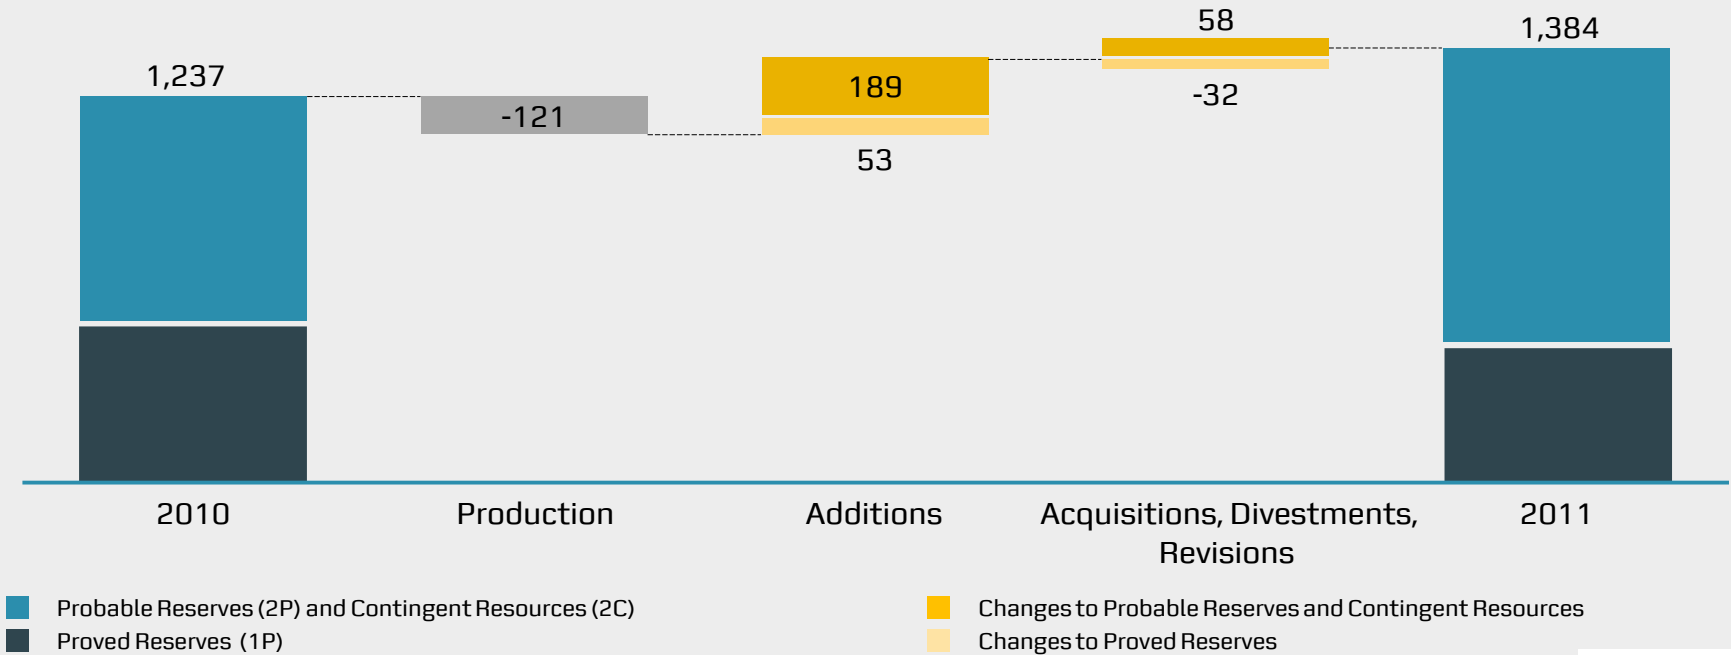 1,237
-121
189
53
58
-32
1,384
2010
Production
Additions
Acquisitions, Divestments,
Revisions
2011
Probable Reserves (2P) and Contingent Resources (2C)
Proved Reserves (1P)
Changes to Probable Reserves and Contingent Resources
Changes to Proved Reserves